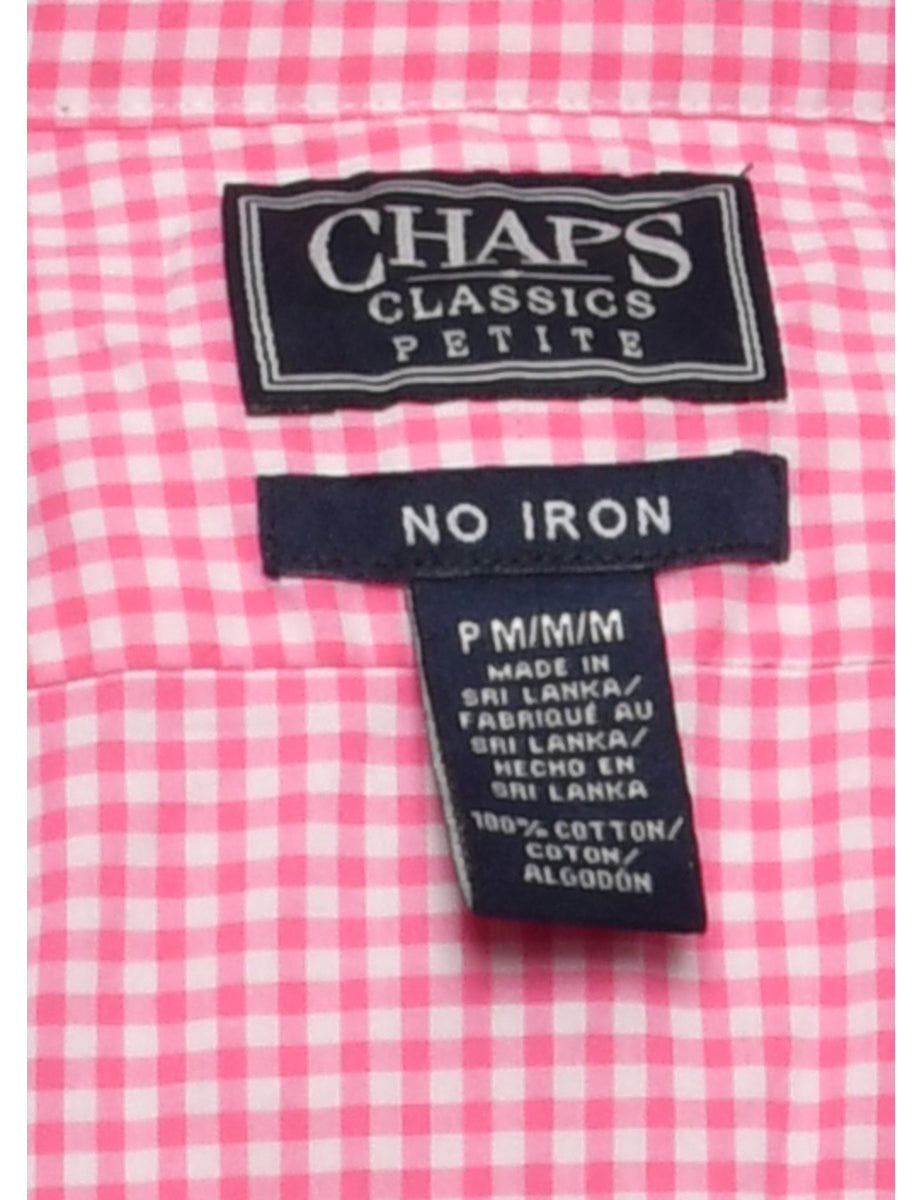 CHAPS
CLASSICS
PETITE
NO IRON
P M/M/M
MADE IN
SRI LANKA/
FABRIQUÉ AU
SRI LANKA/
HECHO EN
SRI LANKA
100% COTTON/
COTON/
ALGODÓN